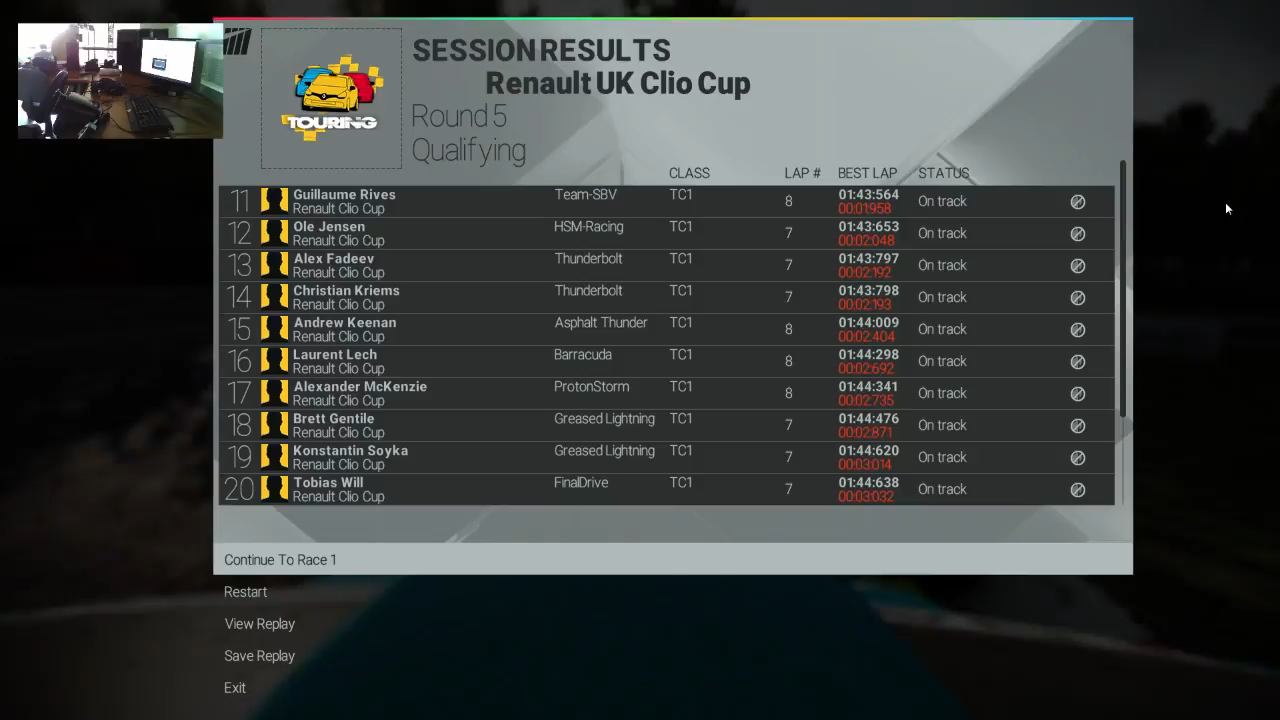 SESSION RESULTS
Renault UK Clio Cup
Round 5
Qualifying
TOURING
CLASS LAP # BEST LAP STATUS
11 Guillaume Rives Team-SBV TC1 8 01:43:564 On track
Renault Clio Cup 00:01:958
12 Ole Jensen HSM-Racing TC1 7 01:43:653 On track
Renault Clio Cup 00:02:048
13 Alex Fadeev Thunderbolt TC1 7 01:43:797 On track
Renault Clio Cup 00:02:192
14 Christian Kriems Thunderbolt TC1 7 01:43:798 On track
Renault Clio Cup 00:02:193
15 Andrew Keenan Asphalt Thunder TC1 8 01:44:009 On track
Renault Clio Cup 00:02:404
16 Laurent Lech Barracuda TC1 8 01:44:298 On track
Renault Clio Cup 00:02:692
17 Alexander McKenzie ProtonStorm TC1 8 01:44:341 On track
Renault Clio Cup 00:02:735
18 Brett Gentile Greased Lightning TC1 7 01:44:476 On track
Renault Clio Cup 00:02:871
19 Konstantin Soyka Greased Lightning TC1 7 01:44:620 On track
Renault Clio Cup 00:03:014
20 Tobias Will FinalDrive TC1 7 01:44:638 On track
Renault Clio Cup 00:03:032
Continue To Race 1
Restart
View Replay
Save Replay
Exit